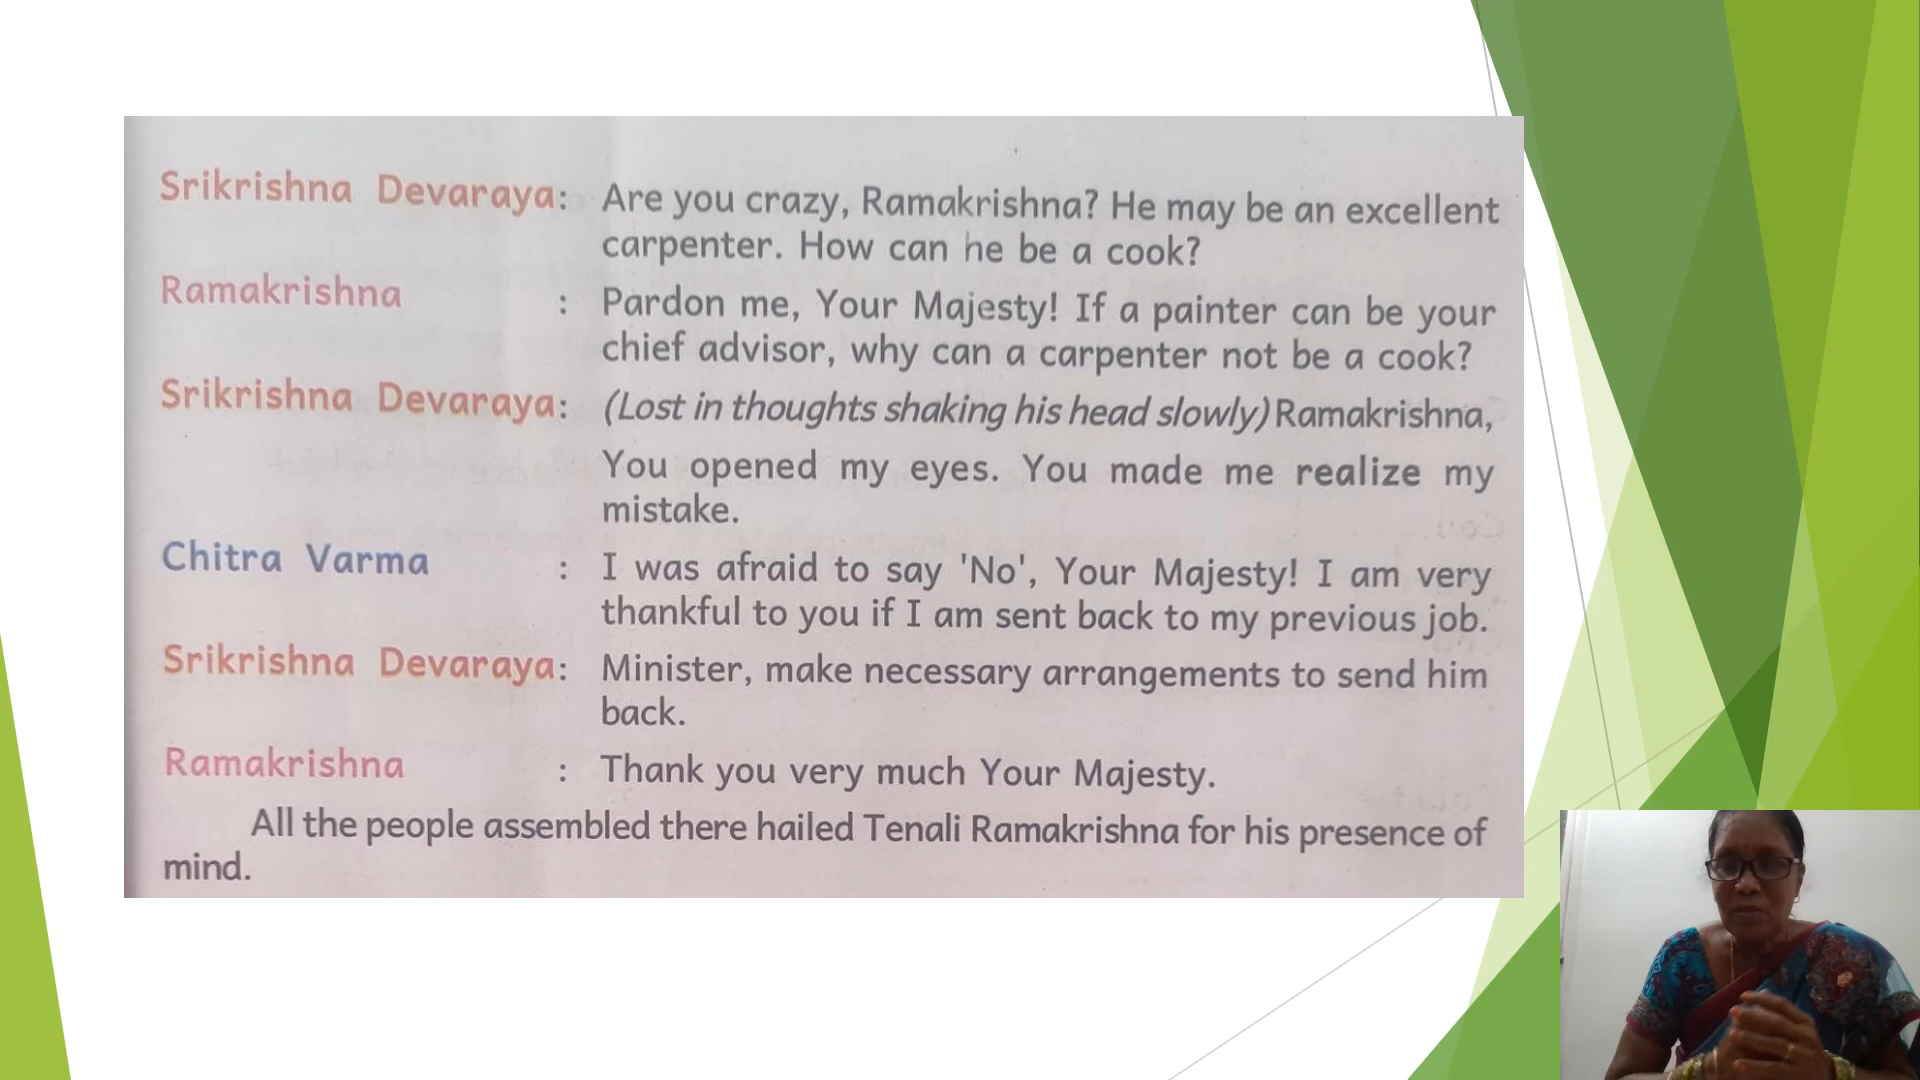 Srikrishna Devaraya: Are you crazy, Ramakrishna? He may be an excellent
carpenter. How can he be a cook?
Ramakrishna : Pardon me, Your Majesty! If a painter can be your
chief advisor, why can a carpenter not be a cook?
Srikrishna Devaraya: (Lost in thoughts shaking his head slowly) Ramakrishna,
You opened my eyes. You made me realize my
mistake.
Chitra Varma : I was afraid to say 'No', Your Majesty! I am very
thankful to you if I am sent back to my previous job.
Srikrishna Devaraya: Minister, make necessary arrangements to send him
back.
Ramakrishna : Thank you very much Your Majesty.
All the people assembled there hailed Tenali Ramakrishna for his presence of
mind.